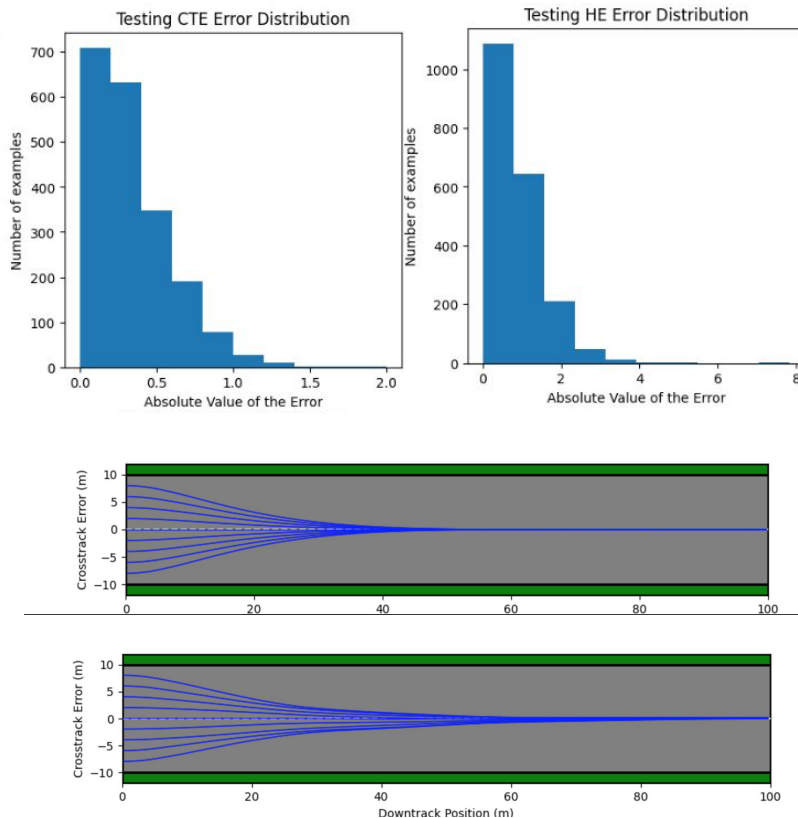 Testing CTE Error Distribution
Number of examples
700
600
500
400
300
200
100
0
0.0 0.5 1.0 1.5 2.0
Absolute Value of the Error
Testing HE Error Distribution
Number of examples
1000
800
600
400
200
0
0 2 4 6 8
Absolute Value of the Error
Crosstrack Error (m)
10
5
0
−5
−10
0 20 40 60 80 100
Crosstrack Error (m)
10
5
0
−5
−10
0 20 40 60 80 100
Downtrack Position (m)